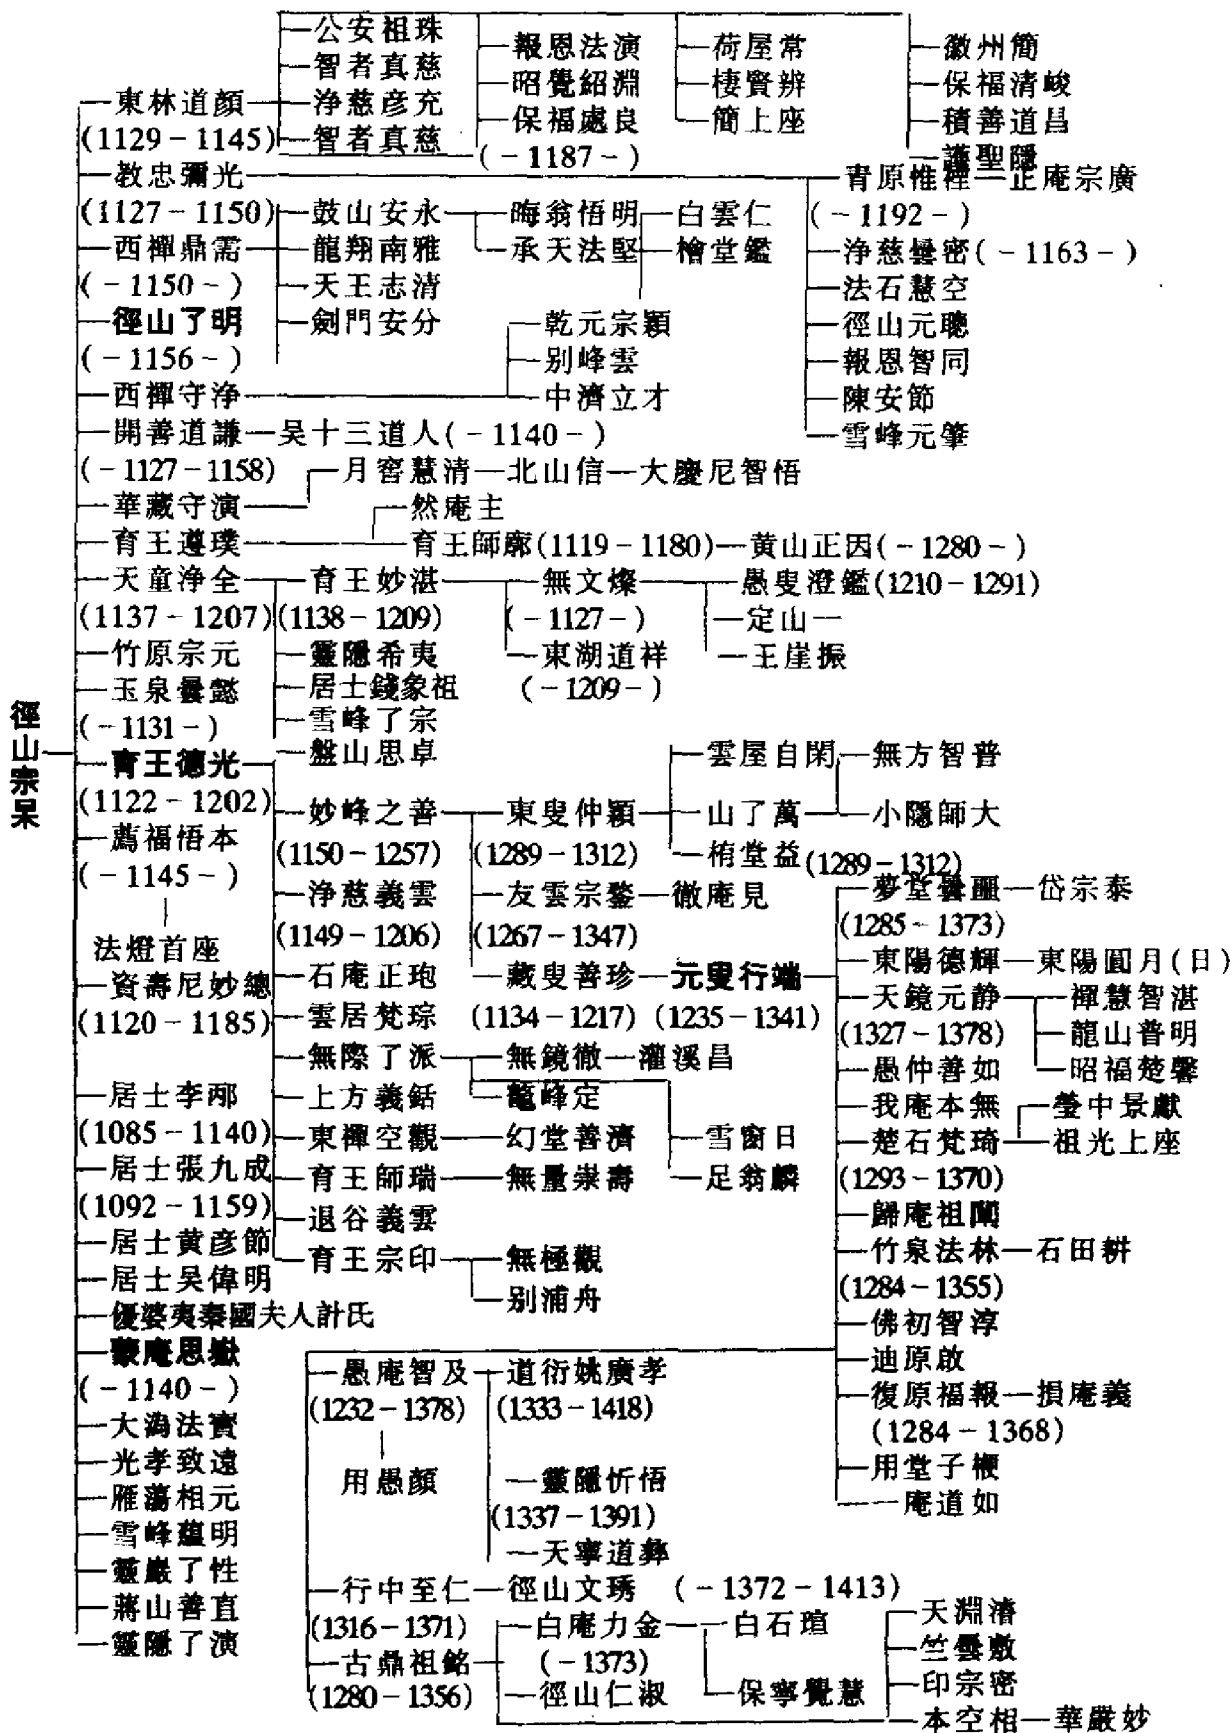 公安祖珠
智者真慈
净慈彦充
智者真慈
報恩法演
昭覺紹淵
保福處良
(-1187-)
荷屋常
棲賢辨
簡上座
徽州簡
保福清峻
積善道昌
護聖隱
東林道顔
(1129-1145)
教忠彌光
(1127-1150)
西禪鼎需
(-1150-)
徑山了明
(-1156-)
西禪守净
開善道謙
(-1127-1158)
華藏守演
育王遵璞
天童净全
(1137-1207)
竹原宗元
玉泉曇懿
(-1131-)
徑山宗杲
育王德光
(1122-1202)
薦福悟本
(-1145-)
法燈首座
資壽尼妙總
(1120-1185)
居士李邴
(1085-1140)
居士張九成
(1092-1159)
居士黄彦節
居士吴偉明
優婆夷秦國夫人計氏
蒙庵思嶽
(-1140-)
大潙法寶
光孝致遠
雁蕩相元
雪峰蘊明
靈巖了性
蔣山善直
靈隱了演
鼓山安永
龍翔南雅
天王志清
劍門安分
晦翁悟明
承天法堅
白雲仁
檜堂鑑
青原惟
正庵宗廣
(-1192-)
净慈曇密(-1163-)
法石慧空
徑山元聰
報恩智同
陳安節
雪峰元肇
乾元宗穎
别峰雲
中濟立才
吴十三道人(-1140-)
月窖慧清
北山信
大慶尼智悟
然庵主
育王師廓(1119-1180)
黄山正因(-1280-)
育王妙湛
(1138-1209)
靈隱希夷
居士錢象祖
雪峰了宗
盤山思卓
無文燦
(-1127-)
東湖道祥
(-1209-)
愚叟澄鑑(1210-1291)
定山一
王崖振
妙峰之善
(1150-1257)
净慈義雲
(1149-1206)
石庵正玸
雲居梵琮
無際了派
上方義銛
東禪空觀
育王師瑞
退谷義雲
育王宗印
東叟仲穎
(1289-1312)
友雲宗鍪
(1267-1347)
藏叟善珍
(1134-1217)
雲屋自閑
山了萬
栯堂益
(1289-1312)
無方智普
小隱師大
徹庵見
元叟行端
(1235-1341)
無鏡徹
灌溪昌
龍峰定
幻堂善濟
無量崇壽
雪窗日
足翁麟
無極觀
别浦舟
夢堂曇噩
(1285-1373)
岱宗泰
東陽德輝
東陽圓月(日)
天鏡元静
(1327-1378)
禪慧智湛
龍山普明
昭福楚馨
愚仲善如
我庵本無
楚石梵琦
(1293-1370)
瑩中景獻
祖光上座
歸庵祖闡
竹泉法林
(1284-1355)
石田耕
佛初智淳
迪原啟
復原福報
(1284-1368)
損庵義
用堂子楩
一庵道如
愚庵智及
(1232-1378)
用愚顔
道衍姚廣孝
(1333-1418)
靈隱忻悟
(1337-1391)
天寧道彝
行中至仁
(1316-1371)
徑山文琇
(-1372-1413)
古鼎祖銘
(1280-1356)
白庵力金
(-1373)
徑山仁淑
白石瑄
保寧覺慧
天淵濬
竺曇敷
印宗密
本空相
華嚴妙